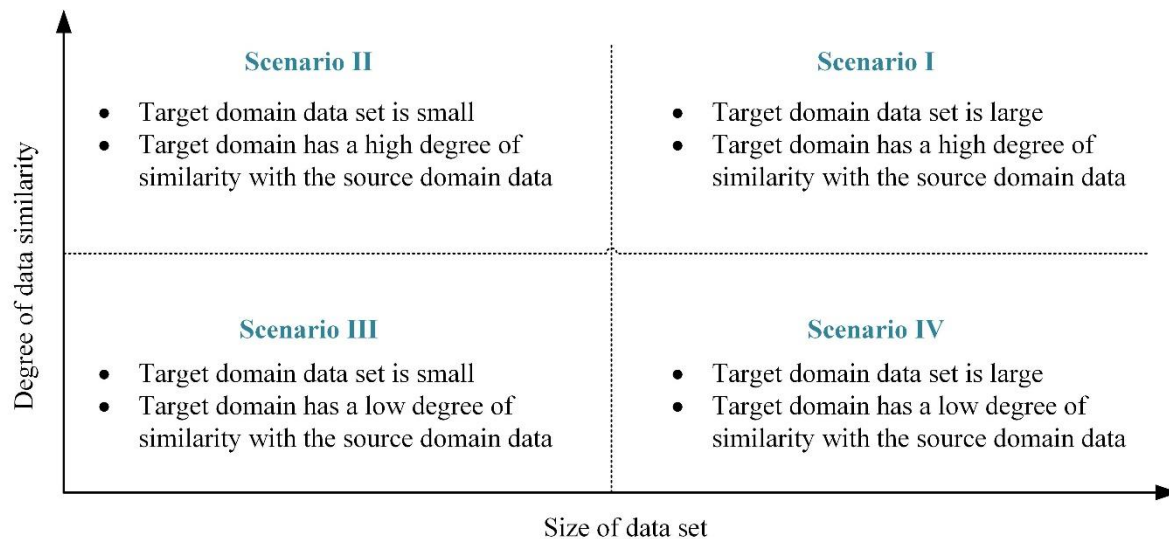 Degree of data similarity
Scenario II
• Target domain data set is small
• Target domain has a high degree of
similarity with the source domain data
Scenario I
• Target domain data set is large
• Target domain has a high degree of
similarity with the source domain data
Scenario III
• Target domain data set is small
• Target domain has a low degree of
similarity with the source domain data
Scenario IV
• Target domain data set is large
• Target domain has a low degree of
similarity with the source domain data
Size of data set